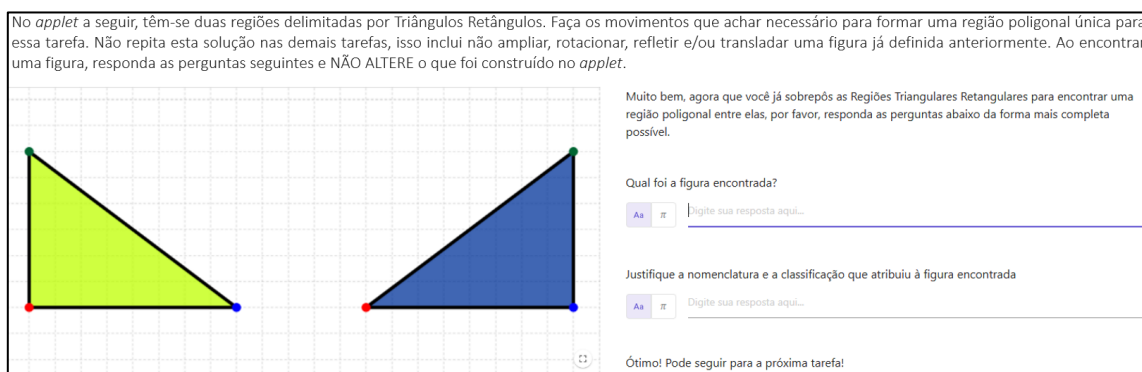 No applet a seguir, têm-se duas regiões delimitadas por Triângulos Retângulos. Faça os movimentos que achar necessário para formar uma região poligonal única para
essa tarefa. Não repita esta solução nas demais tarefas, isso inclui não ampliar, rotacionar, refletir e/ou transladar uma figura já definida anteriormente. Ao encontrar
uma figura, responda as perguntas seguintes e NÃO ALTERE o que foi construído no applet.
Muito bem, agora que você já sobrepôs as Regiões Triangulares Retangulares para encontrar uma
região poligonal entre elas, por favor, responda as perguntas abaixo da forma mais completa
possível.
Qual foi a figura encontrada?
Aa π Digite sua resposta aqui...
Justifique a nomenclatura e a classificação que atribuiu à figura encontrada
Aa π Digite sua resposta aqui...
Ótimo! Pode seguir para a próxima tarefa!